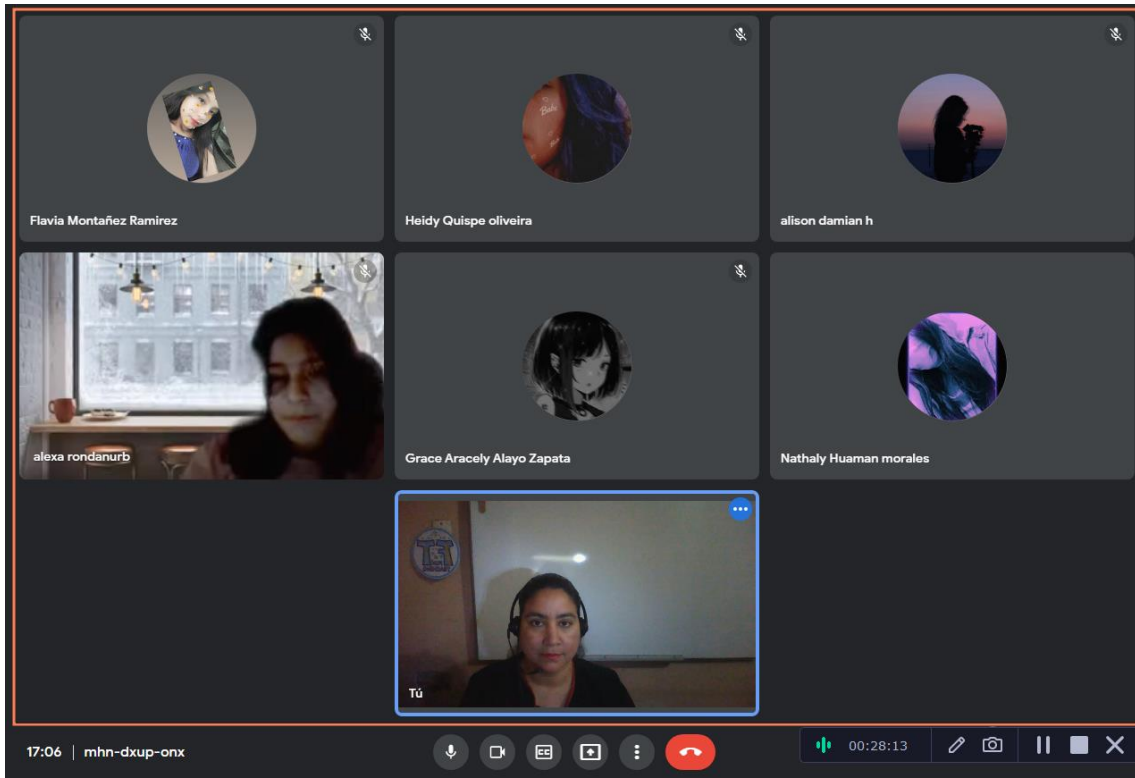 Flavia Montañez Ramirez
Heidy Quispe oliveira
alison damian h
alexa rondanurb
Grace Aracely Alayo Zapata
Nathaly Huaman morales
Tú
17:06 | mhn-dxup-onx
CC
00:28:13